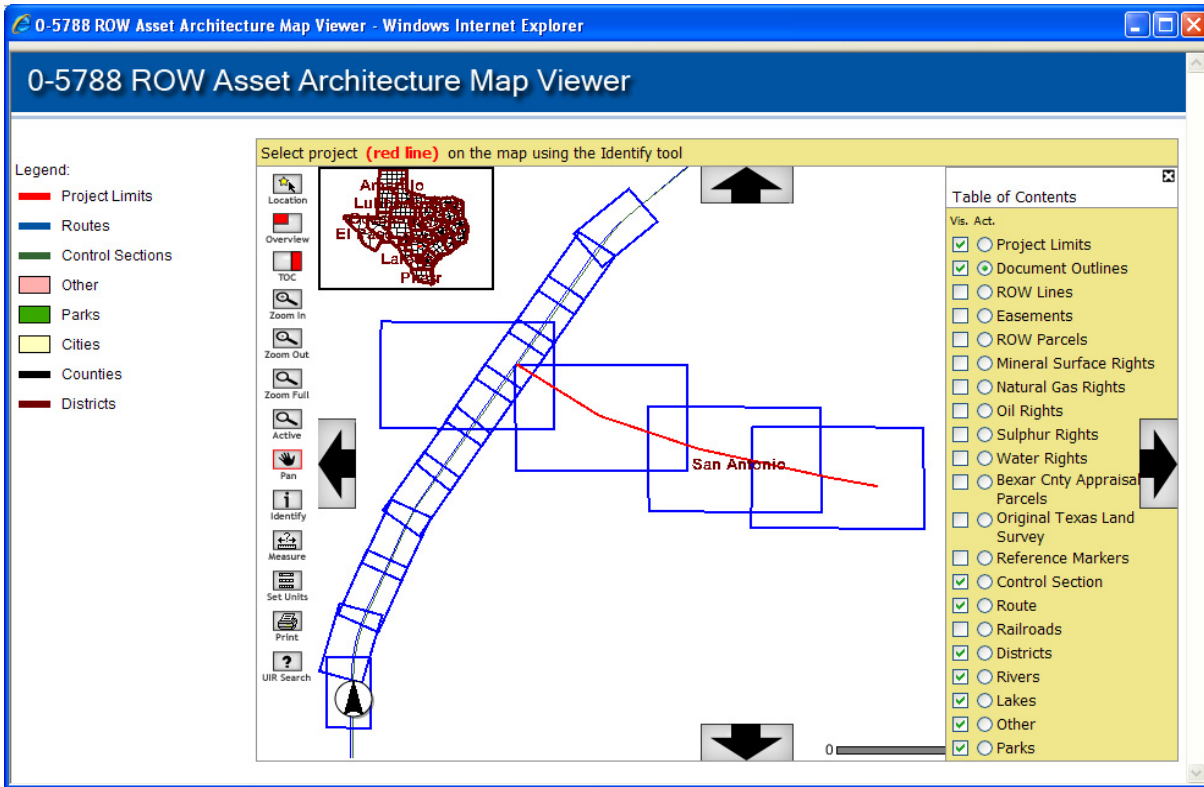 0-5788 ROW Asset Architecture Map Viewer - Windows Internet Explorer
0-5788 ROW Asset Architecture Map Viewer
Legend:
Project Limits
Routes
Control Sections
Other
Parks
Cities
Counties
Districts
Select project (red line) on the map using the Identify tool
Location
Overview
TOC
Zoom In
Zoom Out
Zoom Full
Active
Pan
Identify
Measure
Set Units
Print
UIR Search
Amarillo
El Paso
San Antonio
0
Table of Contents
Vis. Act.
Project Limits
Document Outlines
ROW Lines
Easements
ROW Parcels
Mineral Surface Rights
Natural Gas Rights
Oil Rights
Sulphur Rights
Water Rights
Bexar Cnty Appraisal
Parcels
Original Texas Land
Survey
Reference Markers
Control Section
Route
Railroads
Districts
Rivers
Lakes
Other
Parks